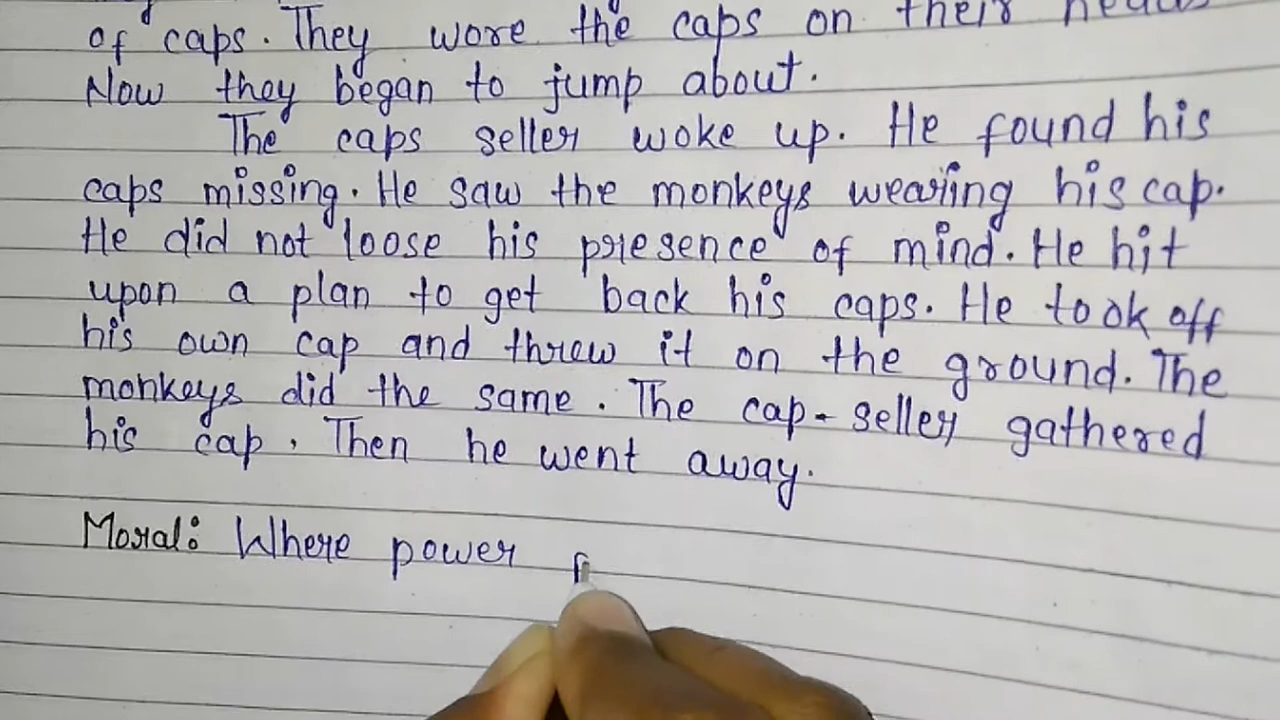 of caps. They wore the caps on their heads
Now they began to jump about.
The caps seller woke up. He found his
caps missing. He saw the monkeys wearing his cap.
He did not loose his presence of mind. He hit
upon a plan to get back his caps. He took off
his own cap and threw it on the ground. The
monkeys did the same. The cap-seller gathered
his cap. Then he went away.
Moral: Where power